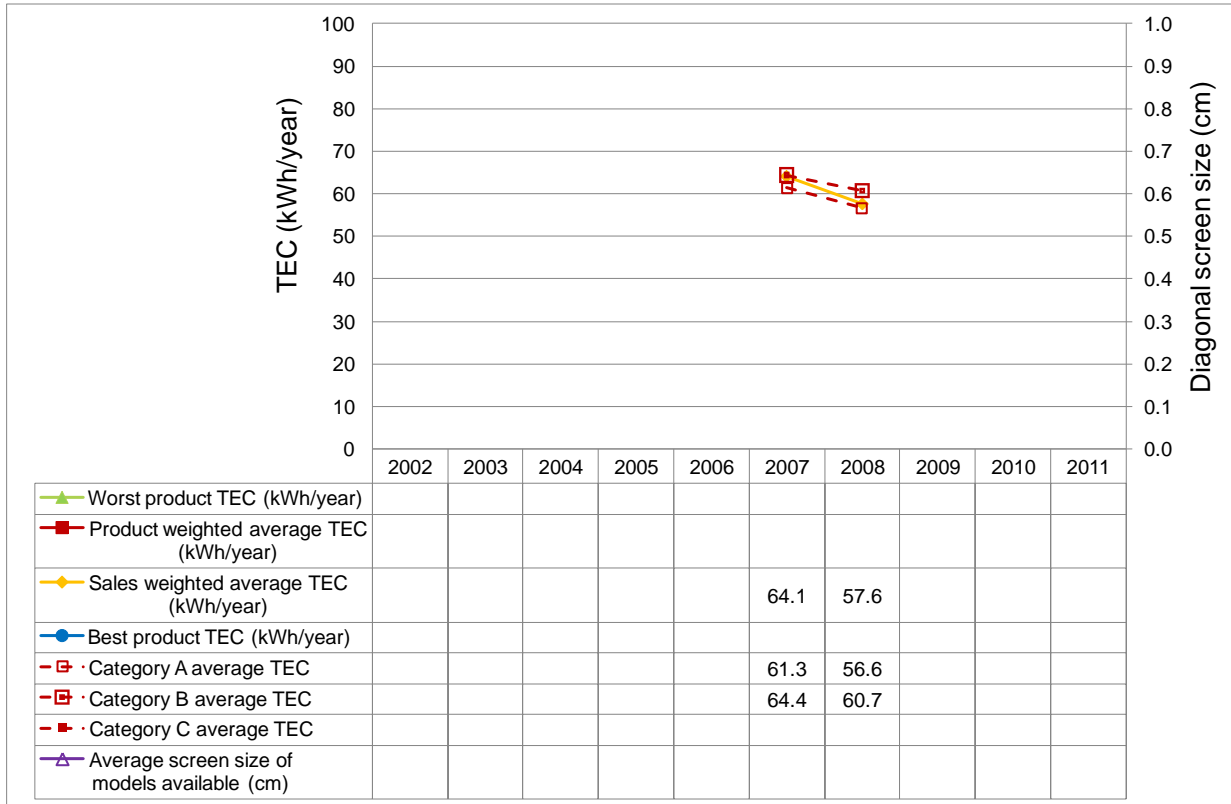 100
90
80
70
60
50
40
30
20
10
0
TEC (kWh/year)
1.0
0.9
0.8
0.7
0.6
0.5
0.4
0.3
0.2
0.1
0.0
Diagonal screen size (cm)
2002 2003 2004 2005 2006 2007 2008 2009 2010 2011
Worst product TEC (kWh/year)
Product weighted average TEC
(kWh/year)
Sales weighted average TEC
(kWh/year)
64.1 57.6
Best product TEC (kWh/year)
Category A average TEC 61.3 56.6
Category B average TEC 64.4 60.7
Category C average TEC
Average screen size of
models available (cm)